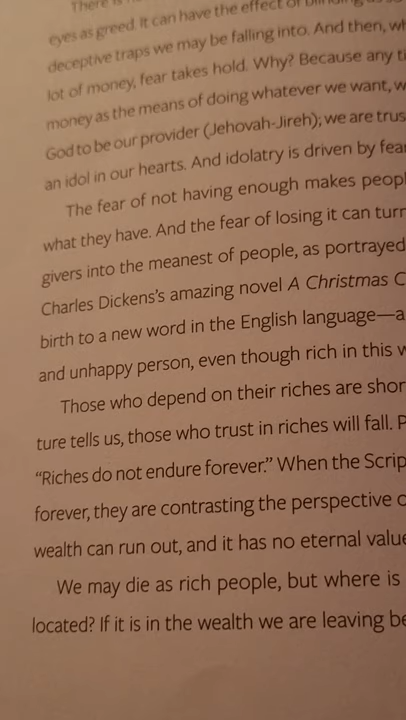 There is
eyes as greed. It can have the effect of blinding us to
deceptive traps we may be falling into. And then, wh
lot of money, fear takes hold. Why? Because any ti
money as the means of doing whatever we want, w
God to be our provider (Jehovah-Jireh); we are trus
an idol in our hearts. And idolatry is driven by fea
The fear of not having enough makes peopl
what they have. And the fear of losing it can turn
givers into the meanest of people, as portrayed
Charles Dickens's amazing novel A Christmas C
birth to a new word in the English language—a
and unhappy person, even though rich in this w
Those who depend on their riches are shor
ture tells us, those who trust in riches will fall. P
“Riches do not endure forever.” When the Scrip
forever, they are contrasting the perspective o
wealth can run out, and it has no eternal value
We may die as rich people, but where is
located? If it is in the wealth we are leaving be